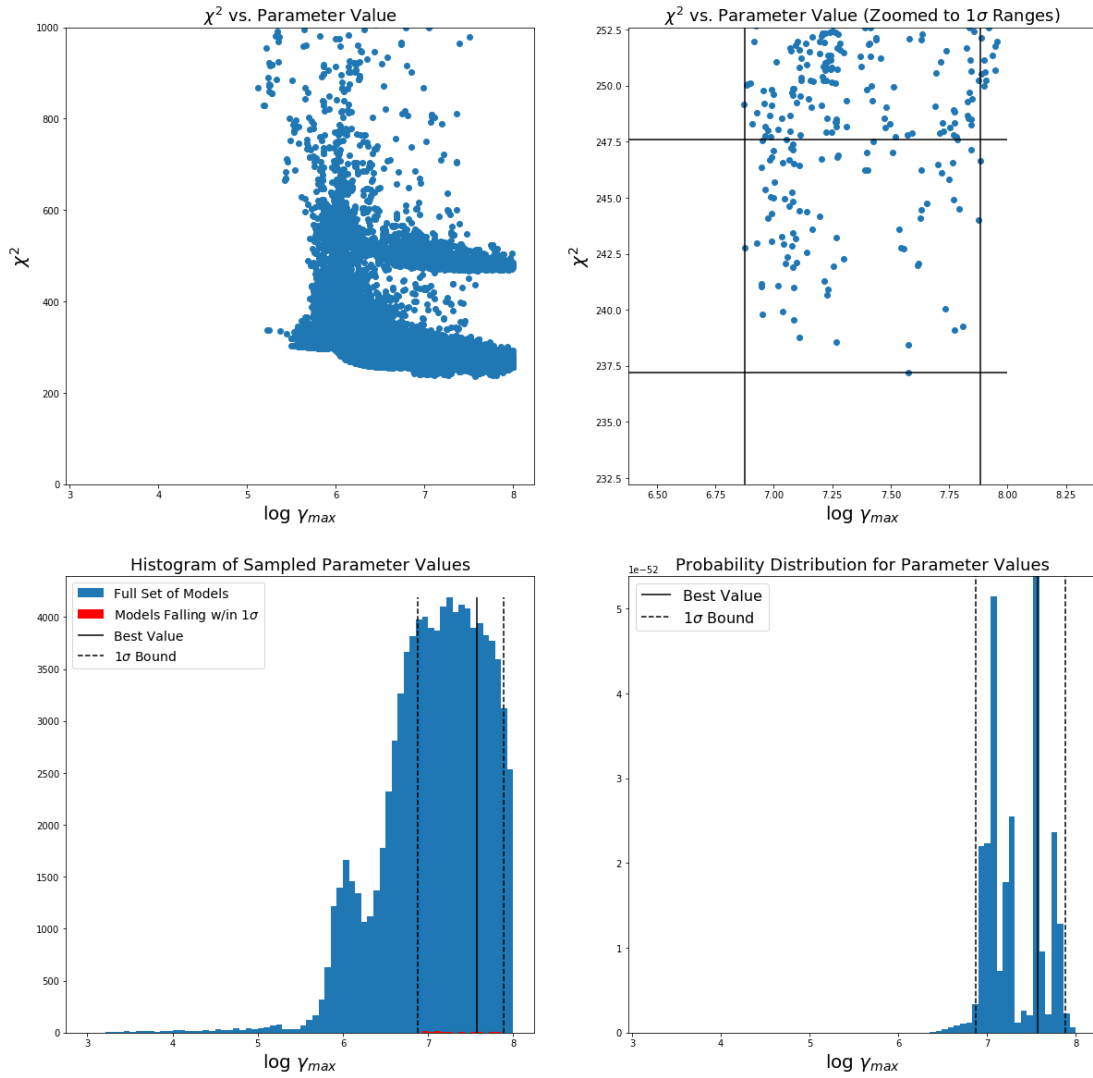 χ² vs. Parameter Value
1000
800
600
400
200
0
χ²
3 4 5 6 7 8
log γmax
χ² vs. Parameter Value (Zoomed to 1σ Ranges)
252.5
250.0
247.5
245.0
242.5
240.0
237.5
235.0
232.5
χ²
6.50 6.75 7.00 7.25 7.50 7.75 8.00 8.25
log γmax
Histogram of Sampled Parameter Values
Full Set of Models
Models Falling w/in 1σ
Best Value
1σ Bound
4000
3500
3000
2500
2000
1500
1000
500
0
3 4 5 6 7 8
log γmax
Probability Distribution for Parameter Values
1e−52
Best Value
1σ Bound
5
4
3
2
1
0
3 4 5 6 7 8
log γmax